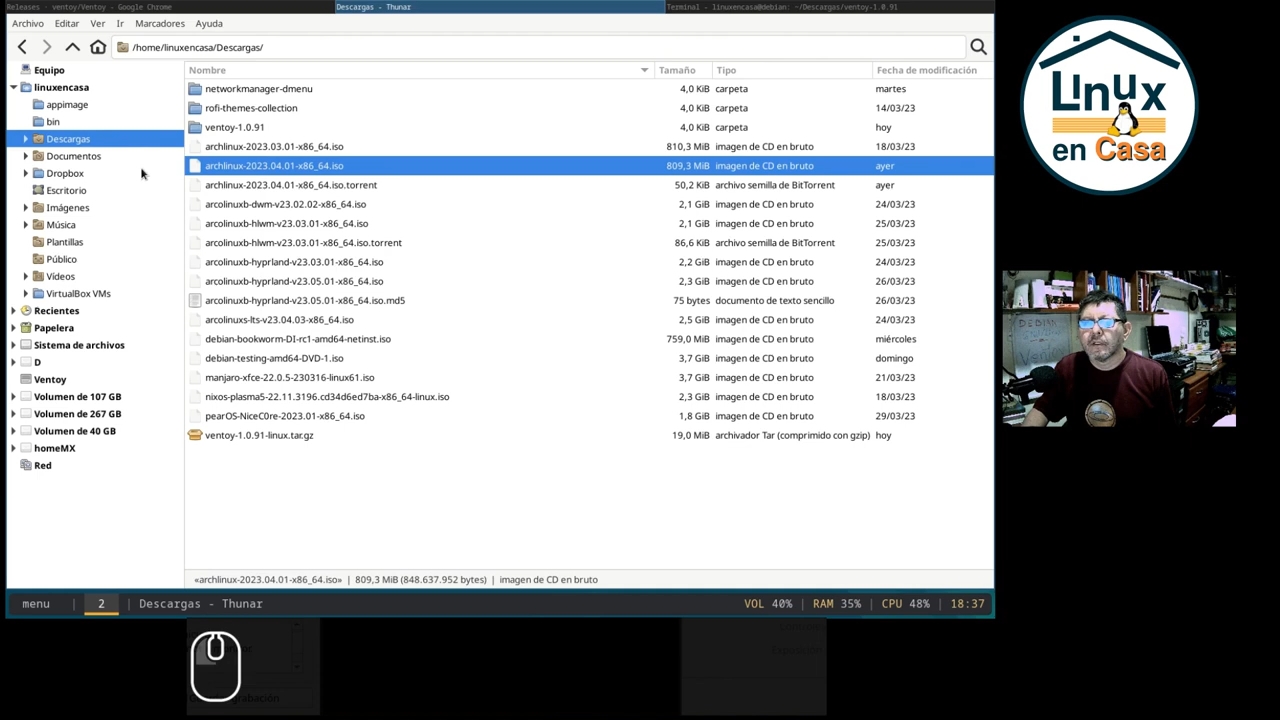 Releases · ventoy/Ventoy - Google Chrome
Descargas - Thunar
Terminal - linuxencasa@debian: ~/Descargas/ventoy-1.0.91
Archivo Editar Ver Ir Marcadores Ayuda
/home/linuxencasa/Descargas/
Equipo
linuxencasa
appimage
bin
Descargas
Documentos
Dropbox
Escritorio
Imágenes
Música
Plantillas
Público
Vídeos
VirtualBox VMs
Recientes
Papelera
Sistema de archivos
D
Ventoy
Volumen de 107 GB
Volumen de 267 GB
Volumen de 40 GB
homeMX
Red
Nombre Tamaño Tipo Fecha de modificación
networkmanager-dmenu 4,0 KiB carpeta martes
rofi-themes-collection 4,0 KiB carpeta 14/03/23
ventoy-1.0.91 4,0 KiB carpeta hoy
archlinux-2023.03.01-x86_64.iso 810,3 MiB imagen de CD en bruto 18/03/23
archlinux-2023.04.01-x86_64.iso 809,3 MiB imagen de CD en bruto ayer
archlinux-2023.04.01-x86_64.iso.torrent 50,2 KiB archivo semilla de BitTorrent ayer
arcolinuxb-dwm-v23.02.02-x86_64.iso 2,1 GiB imagen de CD en bruto 24/03/23
arcolinuxb-hlwm-v23.03.01-x86_64.iso 2,1 GiB imagen de CD en bruto 25/03/23
arcolinuxb-hlwm-v23.03.01-x86_64.iso.torrent 86,6 KiB archivo semilla de BitTorrent 25/03/23
arcolinuxb-hyprland-v23.03.01-x86_64.iso 2,2 GiB imagen de CD en bruto 24/03/23
arcolinuxb-hyprland-v23.05.01-x86_64.iso 2,3 GiB imagen de CD en bruto 26/03/23
arcolinuxb-hyprland-v23.05.01-x86_64.iso.md5 75 bytes documento de texto sencillo 26/03/23
arcolinuxs-lts-v23.04.03-x86_64.iso 2,5 GiB imagen de CD en bruto 24/03/23
debian-bookworm-DI-rc1-amd64-netinst.iso 759,0 MiB imagen de CD en bruto miércoles
debian-testing-amd64-DVD-1.iso 3,7 GiB imagen de CD en bruto domingo
manjaro-xfce-22.0.5-230316-linux61.iso 3,7 GiB imagen de CD en bruto 21/03/23
nixos-plasma5-22.11.3196.cd34d6ed7ba-x86_64-linux.iso 2,3 GiB imagen de CD en bruto 18/03/23
pearOS-NiceC0re-2023.01-x86_64.iso 1,8 GiB imagen de CD en bruto 29/03/23
ventoy-1.0.91-linux.tar.gz 19,0 MiB archivador Tar (comprimido con gzip) hoy
«archlinux-2023.04.01-x86_64.iso» | 809,3 MiB (848.637.952 bytes) | imagen de CD en bruto
menu | 2 | Descargas - Thunar VOL 40% | RAM 35% | CPU 48% | 18:37
Linux
en Casa
DEBIAN